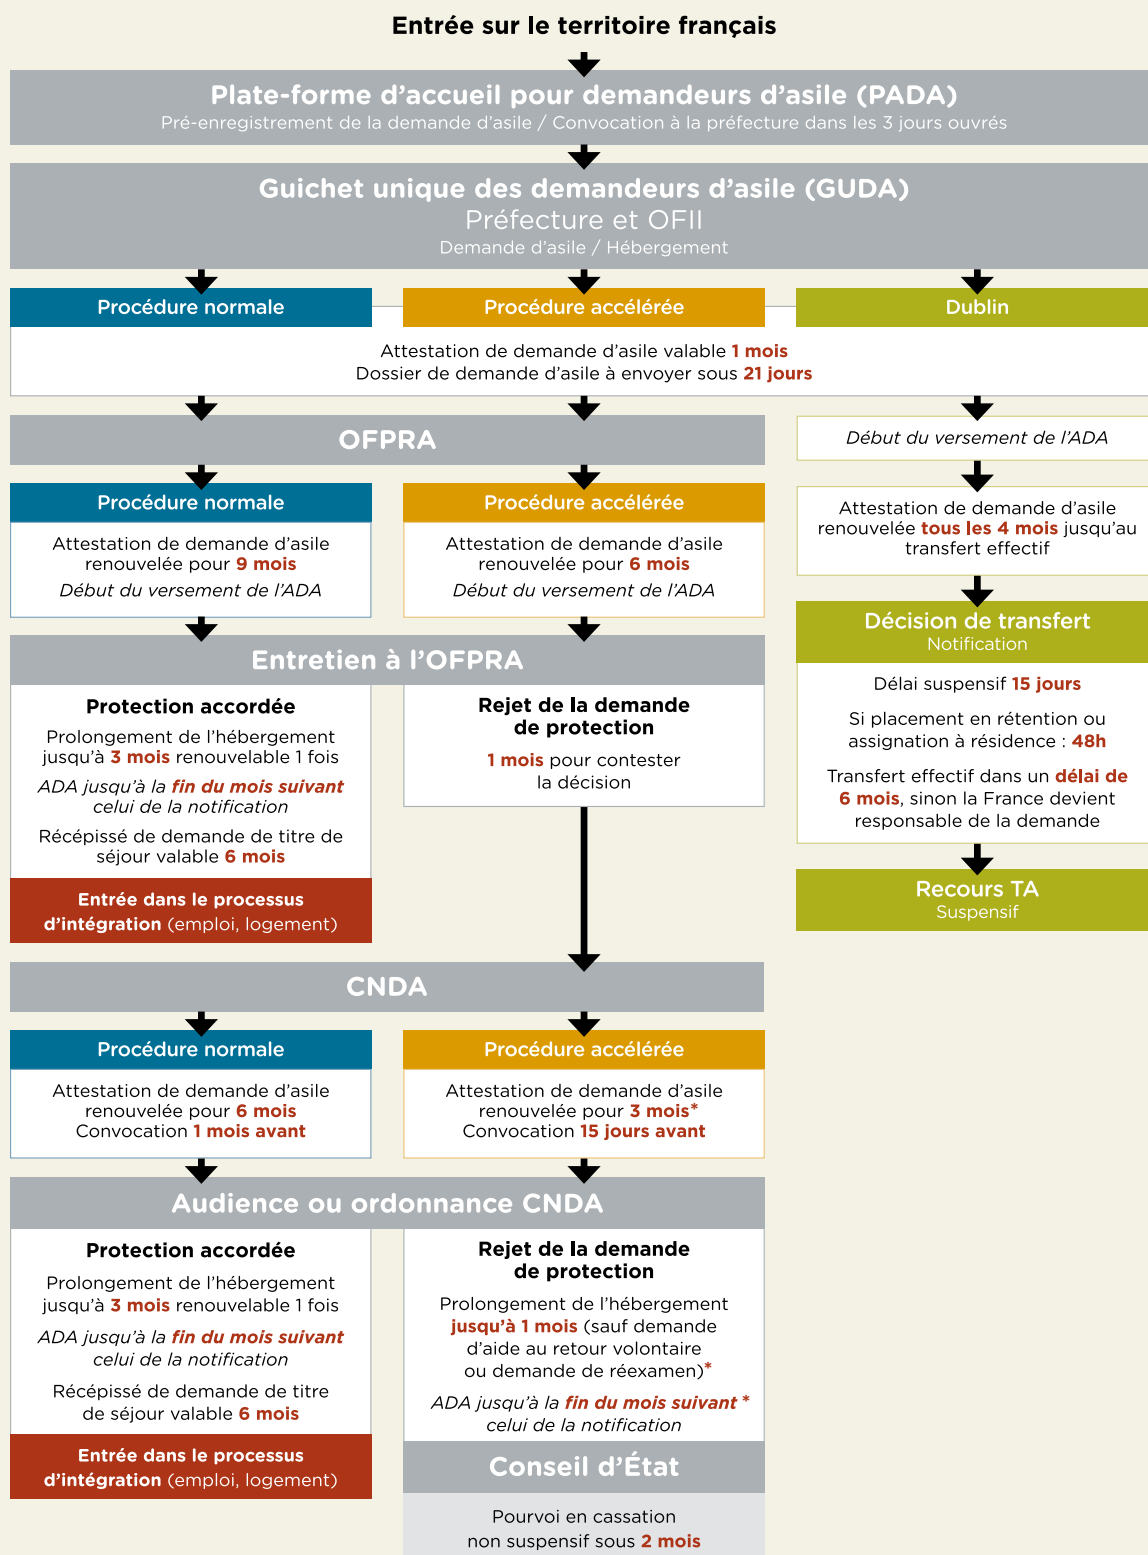 Entrée sur le territoire français
Plate-forme d’accueil pour demandeurs d’asile (PADA)
Pré-enregistrement de la demande d’asile / Convocation à la préfecture dans les 3 jours ouvrés
Guichet unique des demandeurs d’asile (GUDA)
Préfecture et OFII
Demande d’asile / Hébergement
Procédure normale
Procédure accélérée
Dublin
Attestation de demande d’asile valable 1 mois
Dossier de demande d’asile à envoyer sous 21 jours
OFPRA
Procédure normale
Attestation de demande d’asile
renouvelée pour 9 mois
Début du versement de l’ADA
Procédure accélérée
Attestation de demande d’asile
renouvelée pour 6 mois
Début du versement de l’ADA
Début du versement de l’ADA
Attestation de demande d’asile
renouvelée tous les 4 mois jusqu’au
transfert effectif
Décision de transfert
Notification
Délai suspensif 15 jours
Si placement en rétention ou
assignation à résidence : 48h
Transfert effectif dans un délai de
6 mois, sinon la France devient
responsable de la demande
Recours TA
Suspensif
Entretien à l’OFPRA
Protection accordée
Prolongement de l’hébergement
jusqu’à 3 mois renouvelable 1 fois
ADA jusqu’à la fin du mois suivant
celui de la notification
Récépissé de demande de titre de
séjour valable 6 mois
Entrée dans le processus
d’intégration (emploi, logement)
Rejet de la demande
de protection
1 mois pour contester
la décision
CNDA
Procédure normale
Attestation de demande d’asile
renouvelée pour 6 mois
Convocation 1 mois avant
Procédure accélérée
Attestation de demande d’asile
renouvelée pour 3 mois*
Convocation 15 jours avant
Audience ou ordonnance CNDA
Protection accordée
Prolongement de l’hébergement
jusqu’à 3 mois renouvelable 1 fois
ADA jusqu’à la fin du mois suivant
celui de la notification
Récépissé de demande de titre
de séjour valable 6 mois
Entrée dans le processus
d’intégration (emploi, logement)
Rejet de la demande
de protection
Prolongement de l’hébergement
jusqu’à 1 mois (sauf demande
d’aide au retour volontaire
ou demande de réexamen)*
ADA jusqu’à la fin du mois suivant *
celui de la notification
Conseil d’État
Pourvoi en cassation
non suspensif sous 2 mois